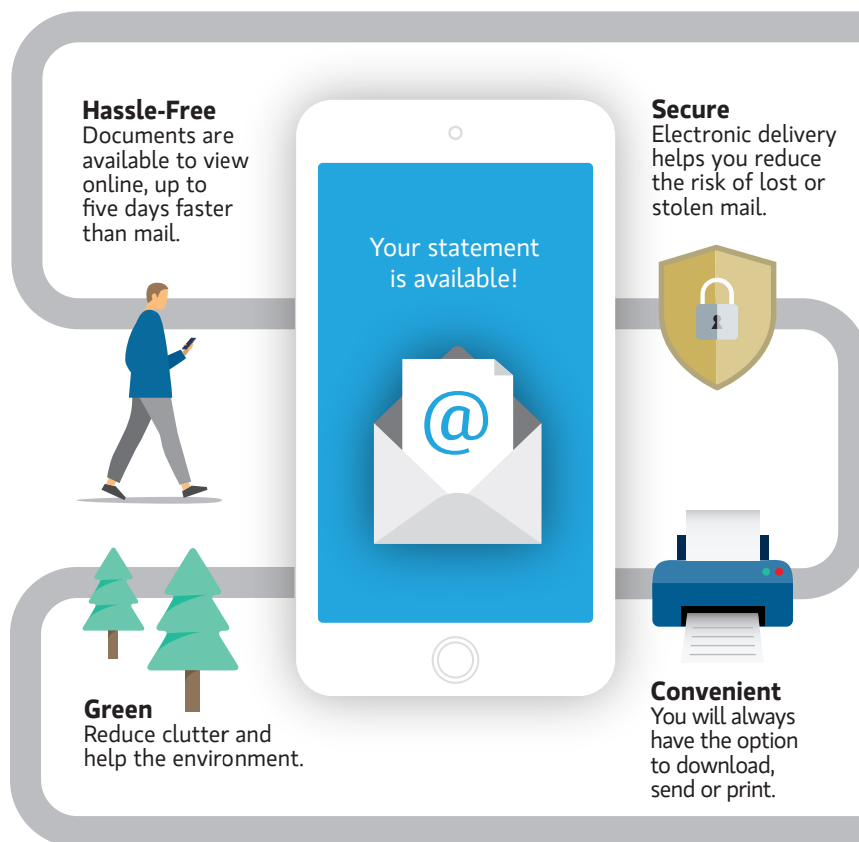 Hassle-Free
Documents are
available to view
online, up to
five days faster
than mail.
Your statement
is available!
@
Secure
Electronic delivery
helps you reduce
the risk of lost or
stolen mail.
Green
Reduce clutter and
help the environment.
Convenient
You will always
have the option
to download,
send or print.